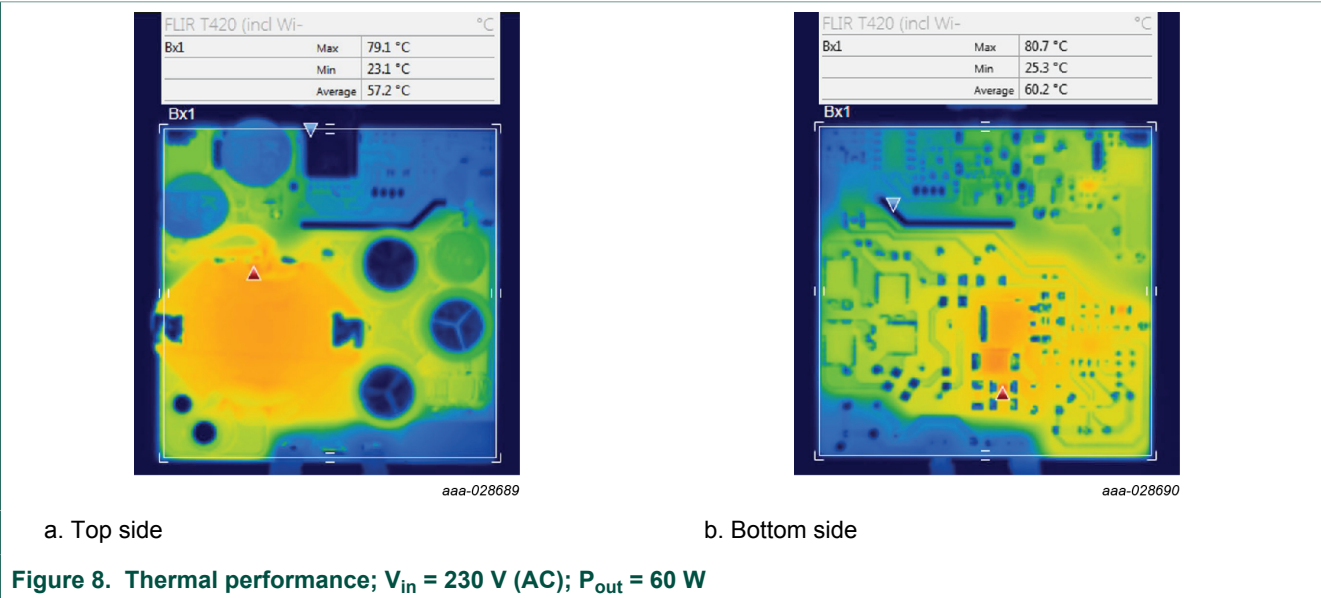 FLIR T420 (incl Wi- °C
Bx1 Max 79.1 °C
Min 23.1 °C
Average 57.2 °C
Bx1
aaa-028689
a. Top side
FLIR T420 (incl Wi- °C
Bx1 Max 80.7 °C
Min 25.3 °C
Average 60.2 °C
Bx1
aaa-028690
b. Bottom side
Figure 8. Thermal performance; Vin = 230 V (AC); Pout = 60 W